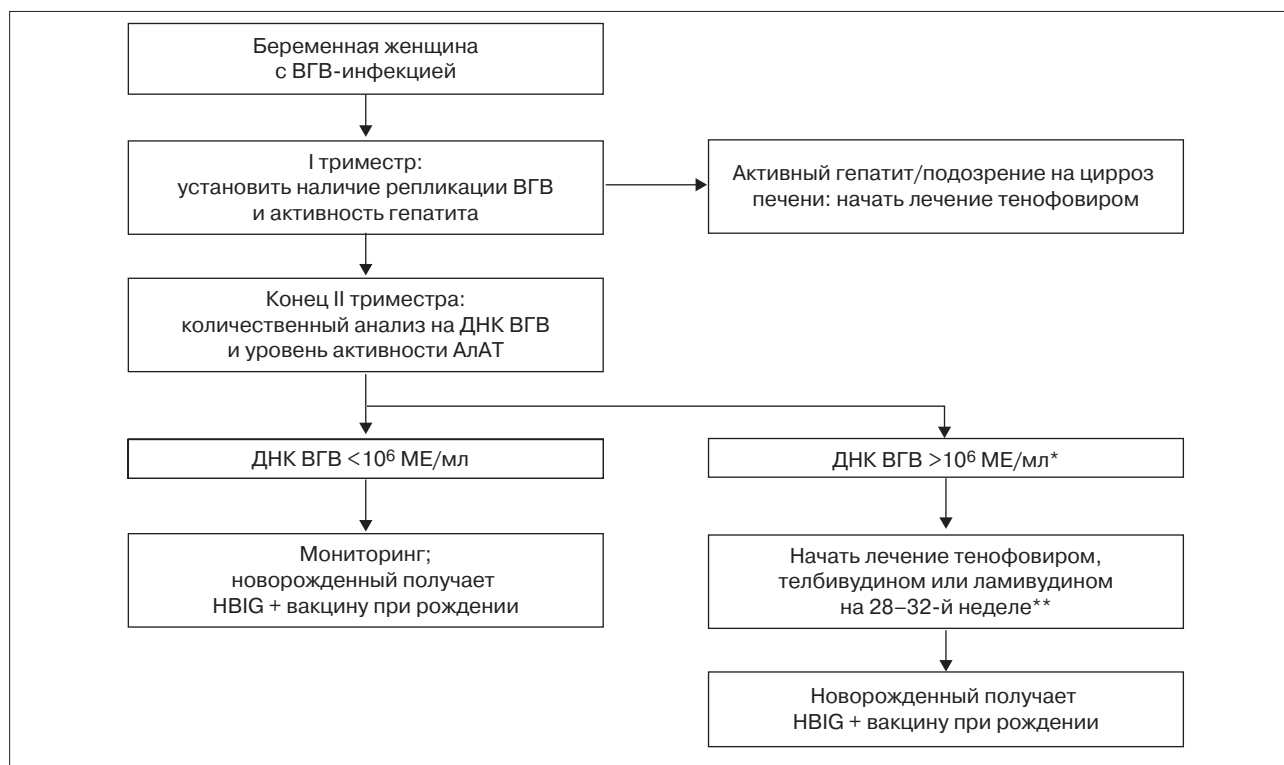 Беременная женщина
с ВГВ-инфекцией
I триместр:
установить наличие репликации ВГВ
и активность гепатита
Активный гепатит/подозрение на цирроз
печени: начать лечение тенофовиром
Конец II триместра:
количественный анализ на ДНК ВГВ
и уровень активности АлАТ
ДНК ВГВ <10⁶ МЕ/мл
ДНК ВГВ >10⁶ МЕ/мл*
Мониторинг;
новорожденный получает
HBIG + вакцину при рождении
Начать лечение тенофовиром,
телбивудином или ламивудином
на 28–32-й неделе**
Новорожденный получает
HBIG + вакцину при рождении